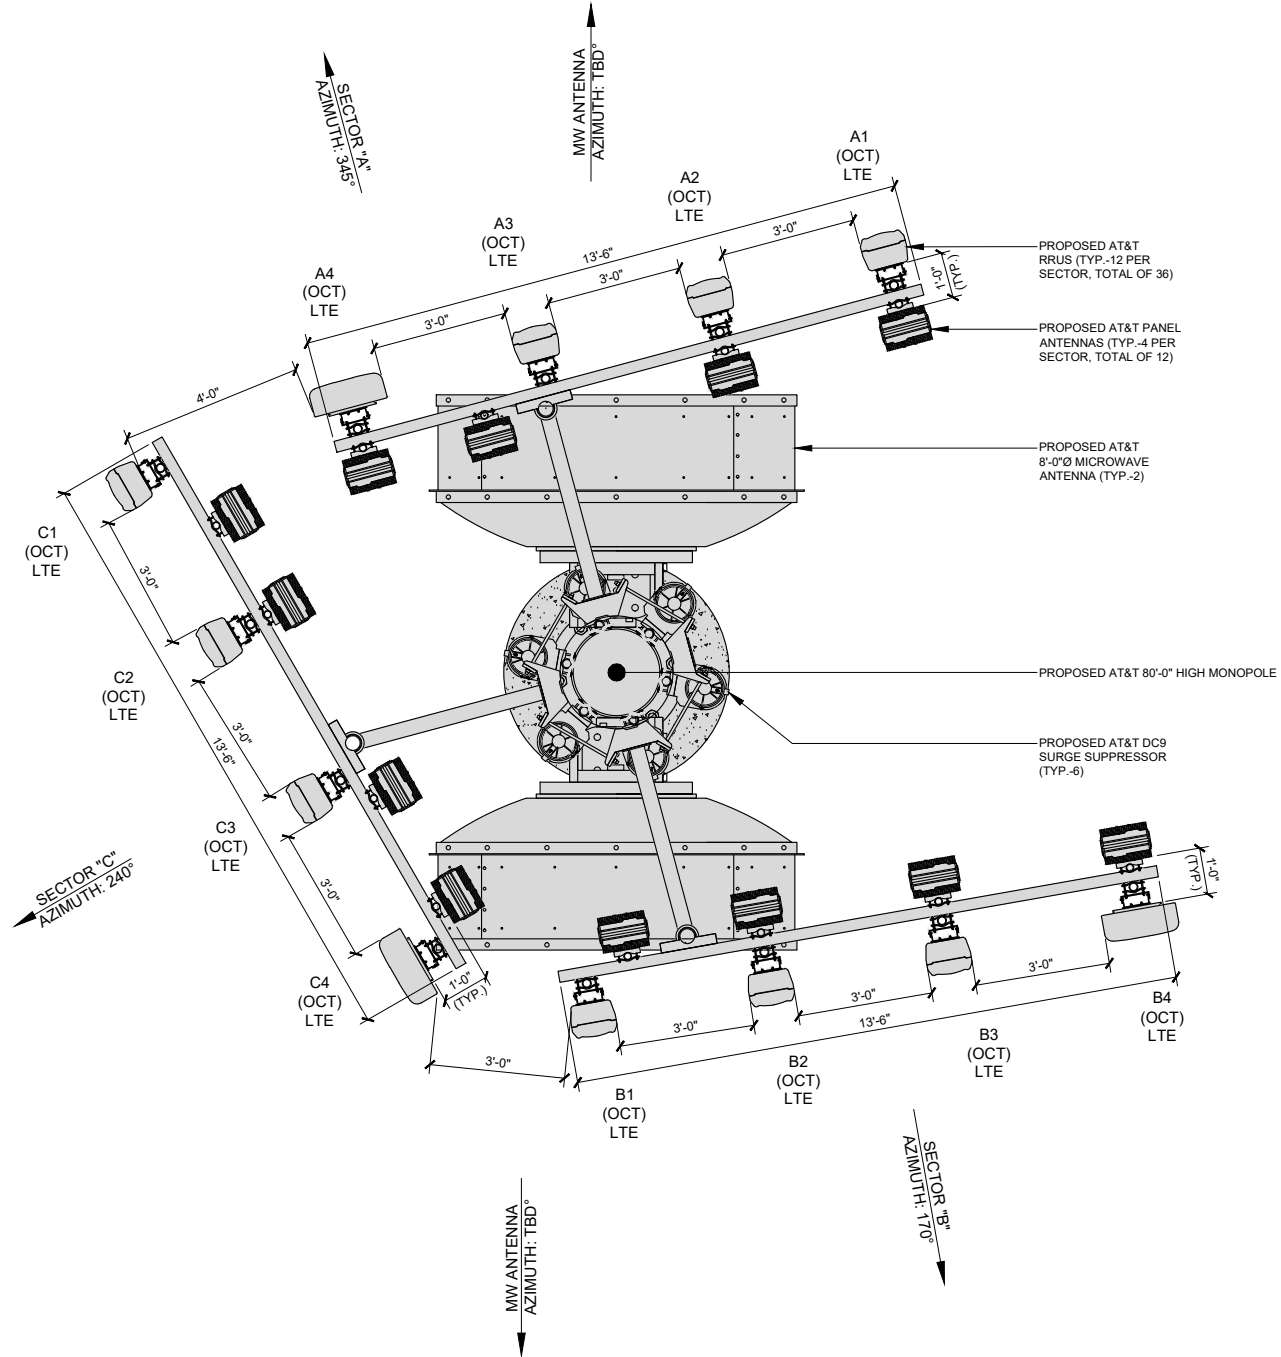 MW ANTENNA
AZIMUTH: TBD°
SECTOR "A"
AZIMUTH: 345°
A1
(OCT)
LTE
A2
(OCT)
LTE
A3
(OCT)
LTE
A4
(OCT)
LTE
13'-6"
3'-0"
3'-0"
3'-0"
1'-0"
(TYP.)
4'-0"
PROPOSED AT&T
RRUS (TYP.-12 PER
SECTOR, TOTAL OF 36)
PROPOSED AT&T PANEL
ANTENNAS (TYP.-4 PER
SECTOR, TOTAL OF 12)
PROPOSED AT&T
8'-0"Ø MICROWAVE
ANTENNA (TYP.-2)
PROPOSED AT&T 80'-0" HIGH MONOPOLE
PROPOSED AT&T DC9
SURGE SUPPRESSOR
(TYP.-6)
C1
(OCT)
LTE
C2
(OCT)
LTE
C3
(OCT)
LTE
C4
(OCT)
LTE
3'-0"
3'-0"
13'-6"
3'-0"
1'-0"
(TYP.)
SECTOR "C"
AZIMUTH: 240°
3'-0"
3'-0"
3'-0"
3'-0"
13'-6"
1'-0"
(TYP.)
B1
(OCT)
LTE
B2
(OCT)
LTE
B3
(OCT)
LTE
B4
(OCT)
LTE
SECTOR "B"
AZIMUTH: 170°
MW ANTENNA
AZIMUTH: TBD°